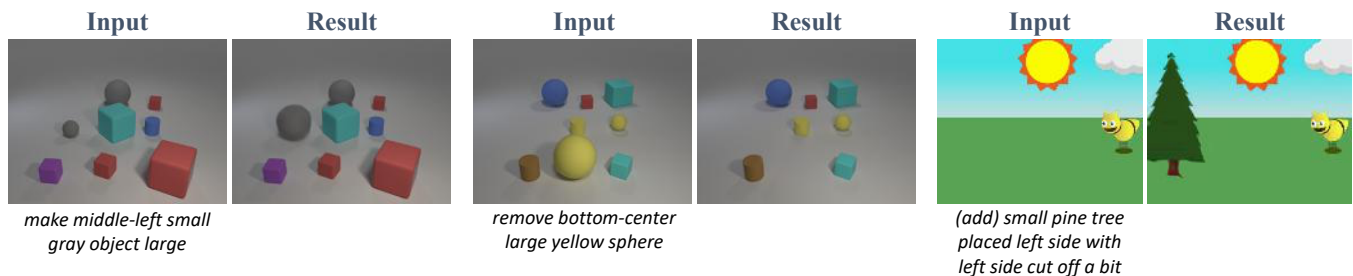 Input Result Input Result Input Result
make middle-left small
gray object large
remove bottom-center
large yellow sphere
(add) small pine tree
placed left side with
left side cut off a bit